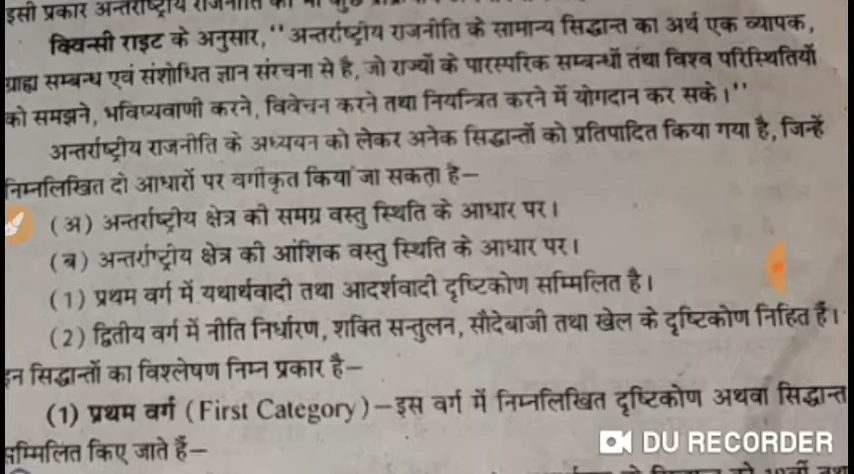 इसी प्रकार अन्तर्राष्ट्रीय राजनीति
क्विन्सी राइट के अनुसार, ''अन्तर्राष्ट्रीय राजनीति के सामान्य सिद्धान्त का अर्थ एक व्यापक,
ग्राह्य सम्बन्ध एवं संशोधित ज्ञान संरचना से है, जो राज्यों के पारस्परिक सम्बन्धों तथा विश्व परिस्थितियों
को समझने, भविष्यवाणी करने, विवेचन करने तथा नियन्त्रित करने में योगदान कर सके।''
अन्तर्राष्ट्रीय राजनीति के अध्ययन को लेकर अनेक सिद्धान्तों को प्रतिपादित किया गया है, जिन्हें
निम्नलिखित दो आधारों पर वर्गीकृत किया जा सकता है–
(अ) अन्तर्राष्ट्रीय क्षेत्र की समग्र वस्तु स्थिति के आधार पर।
(ब) अन्तर्राष्ट्रीय क्षेत्र की आंशिक वस्तु स्थिति के आधार पर।
(1) प्रथम वर्ग में यथार्थवादी तथा आदर्शवादी दृष्टिकोण सम्मिलित है।
(2) द्वितीय वर्ग में नीति निर्धारण, शक्ति सन्तुलन, सौदेबाजी तथा खेल के दृष्टिकोण निहित हैं।
इन सिद्धान्तों का विश्लेषण निम्न प्रकार है–
(1) प्रथम वर्ग (First Category)–इस वर्ग में निम्नलिखित दृष्टिकोण अथवा सिद्धान्त
सम्मिलित किए जाते हैं–
DU RECORDER